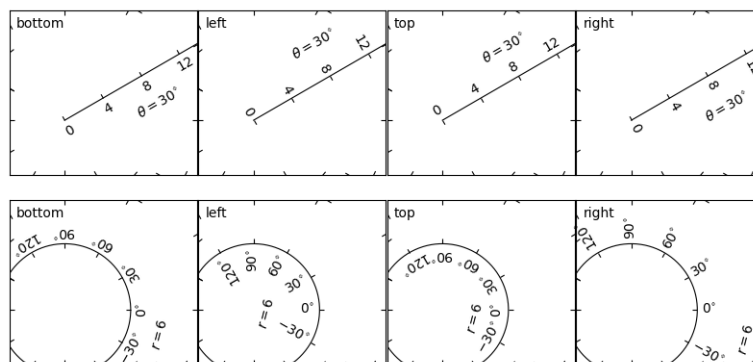 bottom
0
4
8
12
θ = 30°
left
0
4
8
12
θ = 30°
top
0
4
8
12
θ = 30°
right
0
4
8
θ = 30°
bottom
120°
90°
60°
30°
0°
−30°
r = 6
left
120°
90°
60°
30°
0°
−30°
r = 6
top
120°
90°
60°
30°
0°
−30°
r = 6
right
120°
90°
60°
30°
0°
−30°
r = 6